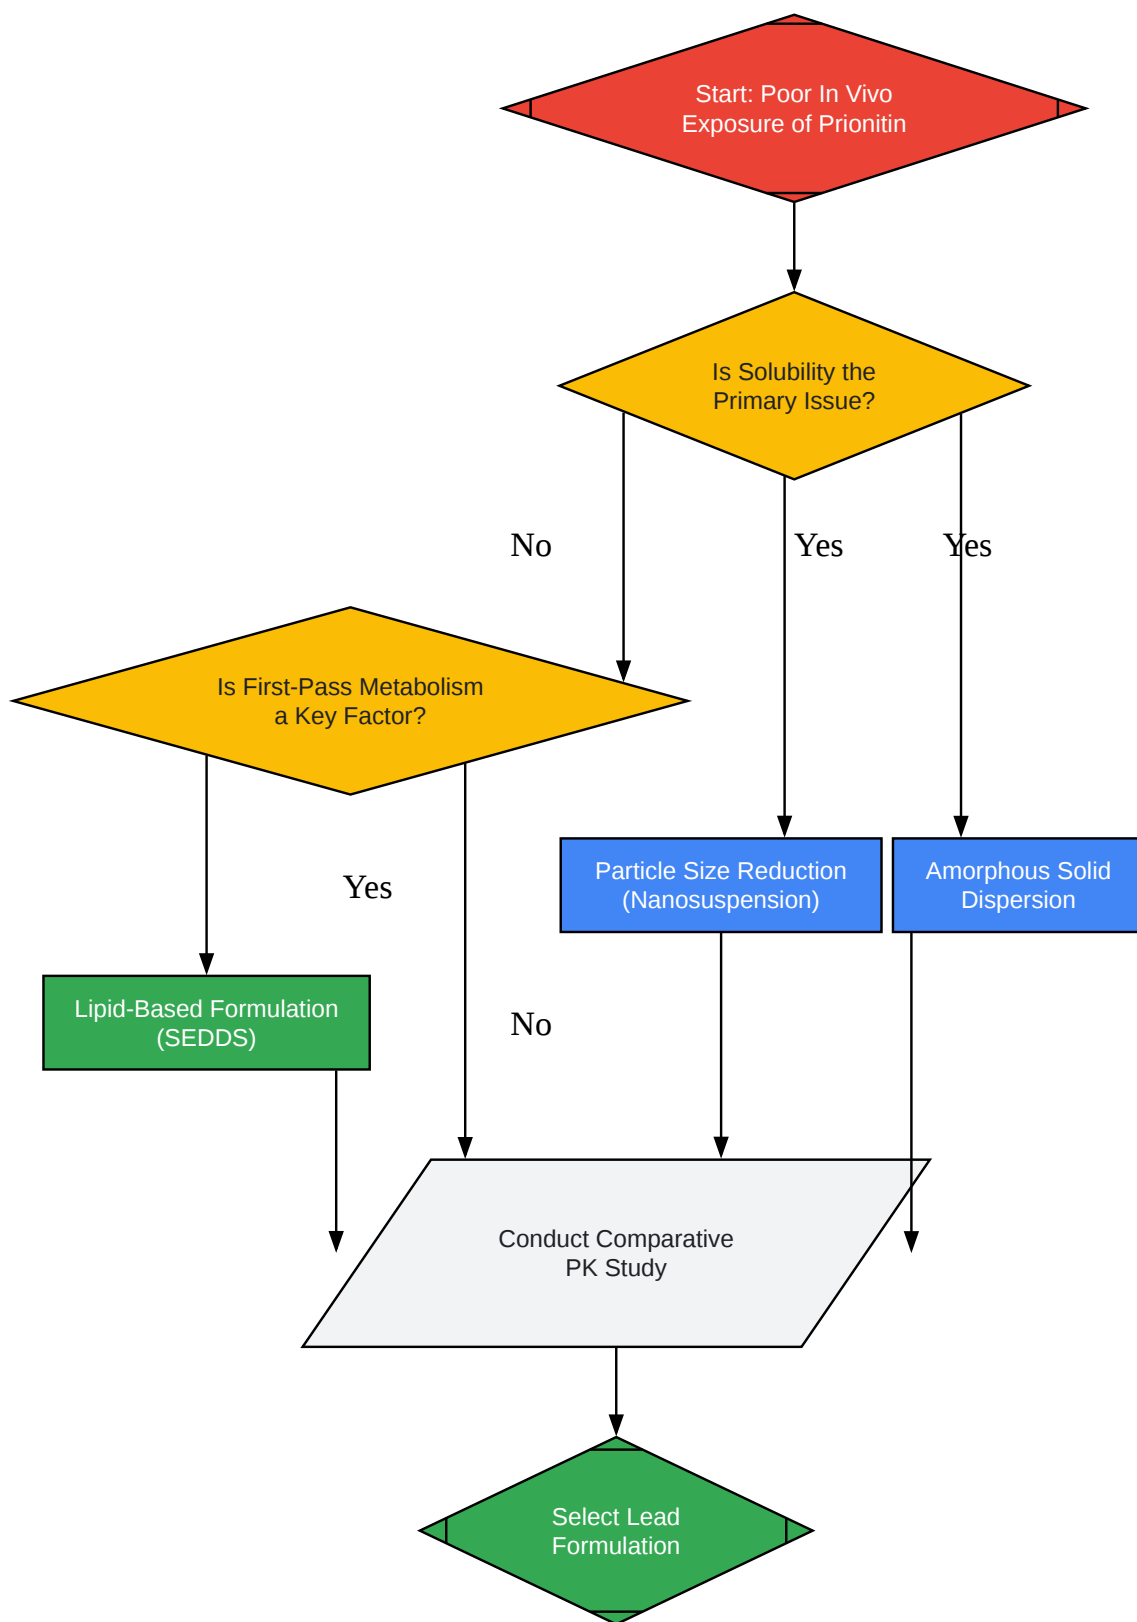 Start: Poor In Vivo
Exposure of Prionitin
Is Solubility the
Primary Issue?
No
Yes
Yes
Is First-Pass Metabolism
a Key Factor?
Particle Size Reduction
(Nanosuspension)
Amorphous Solid
Dispersion
Yes
Lipid-Based Formulation
(SEDDS)
No
Conduct Comparative
PK Study
Select Lead
Formulation